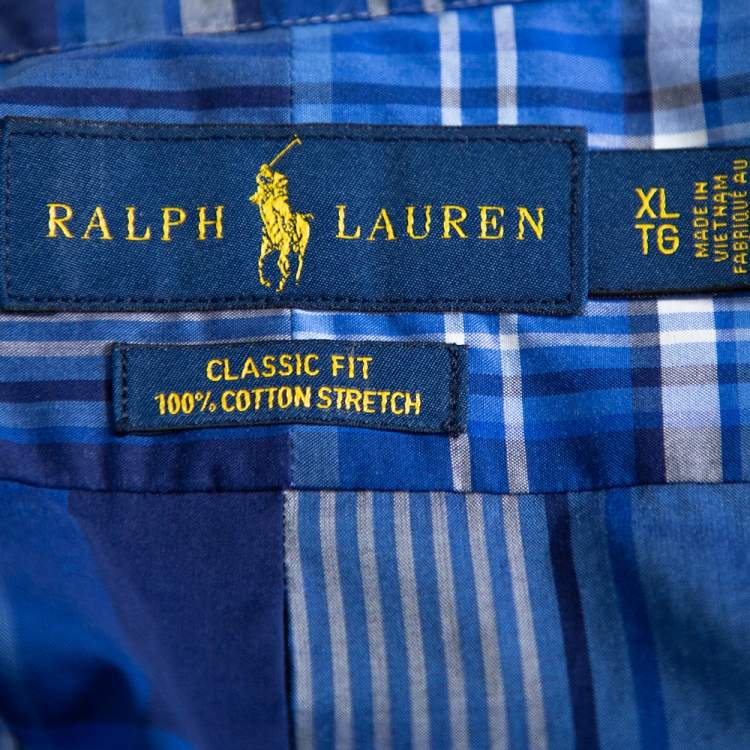 RALPH LAUREN
XL
TG
MADE IN
VIETNAM
FABRIQUE AU
CLASSIC FIT
100% COTTON STRETCH